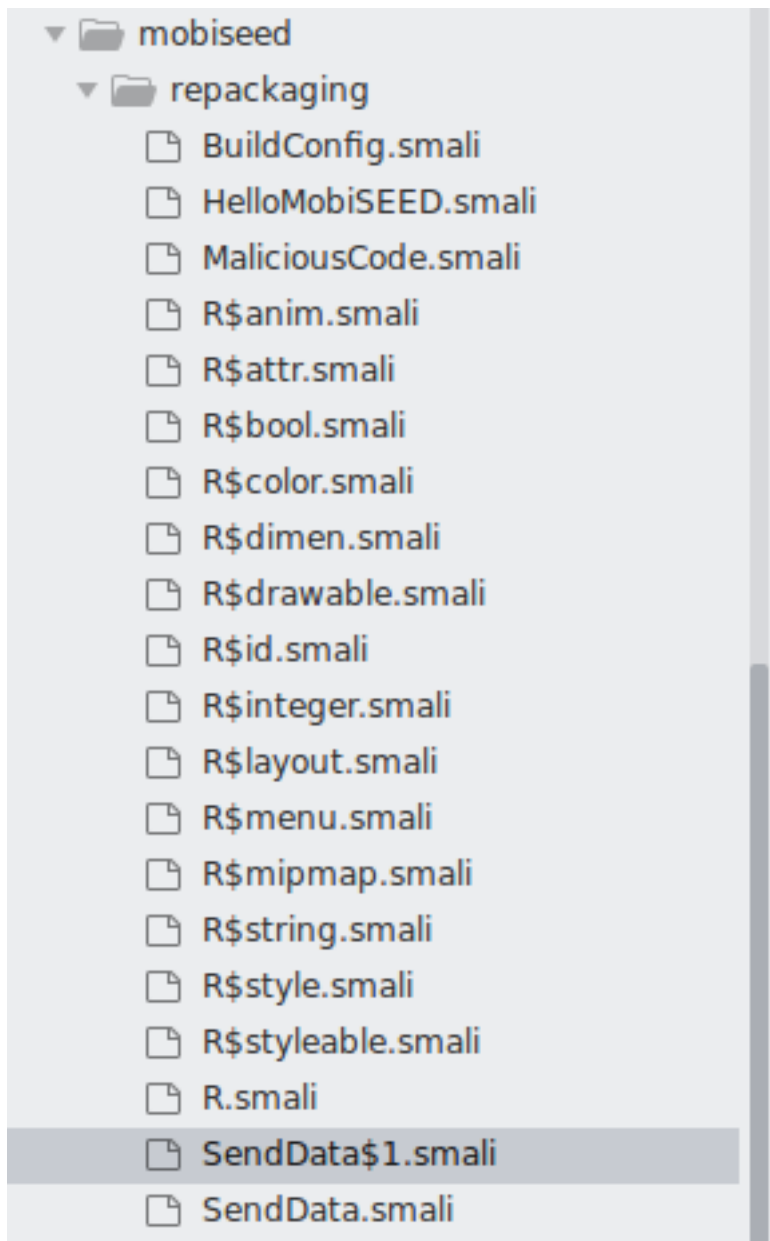 mobiseed
repackaging
BuildConfig.smali
HelloMobiSEED.smali
MaliciousCode.smali
R$anim.smali
R$attr.smali
R$bool.smali
R$color.smali
R$dimen.smali
R$drawable.smali
R$id.smali
R$integer.smali
R$layout.smali
R$menu.smali
R$mipmap.smali
R$string.smali
R$style.smali
R$styleable.smali
R.smali
SendData$1.smali
SendData.smali